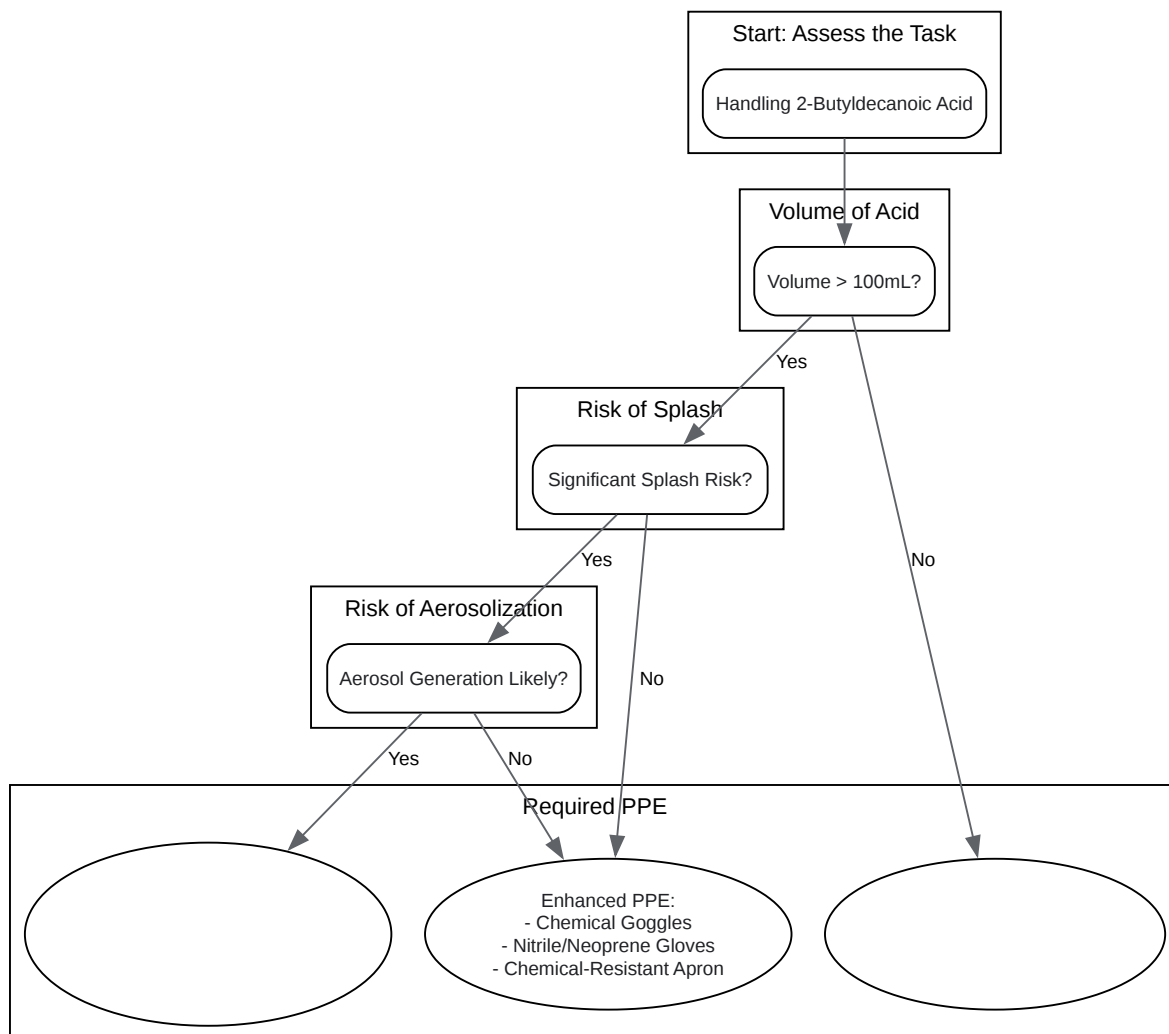 Start: Assess the Task
Handling 2-Butyldecanoic Acid
Volume of Acid
Volume > 100mL?
Yes
Risk of Splash
Significant Splash Risk?
Yes
No
Risk of Aerosolization
Aerosol Generation Likely?
No
Yes
No
Required PPE
Enhanced PPE:
- Chemical Goggles
- Nitrile/Neoprene Gloves
- Chemical-Resistant Apron